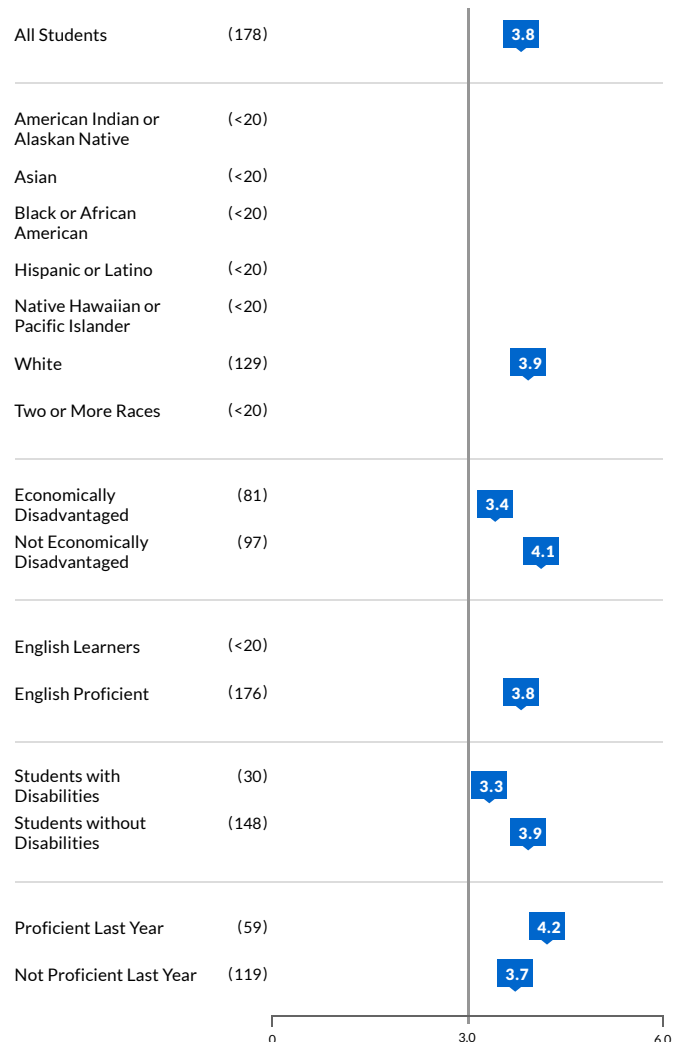 All Students (178) 3.8
American Indian or (<20)
Alaskan Native
Asian (<20)
Black or African (<20)
American
Hispanic or Latino (<20)
Native Hawaiian or (<20)
Pacific Islander
White (129) 3.9
Two or More Races (<20)
Economically (81) 3.4
Disadvantaged
Not Economically (97) 4.1
Disadvantaged
English Learners (<20)
English Proficient (176) 3.8
Students with (30) 3.3
Disabilities
Students without (148) 3.9
Disabilities
Proficient Last Year (59) 4.2
Not Proficient Last Year (119) 3.7
0 3.0 6.0